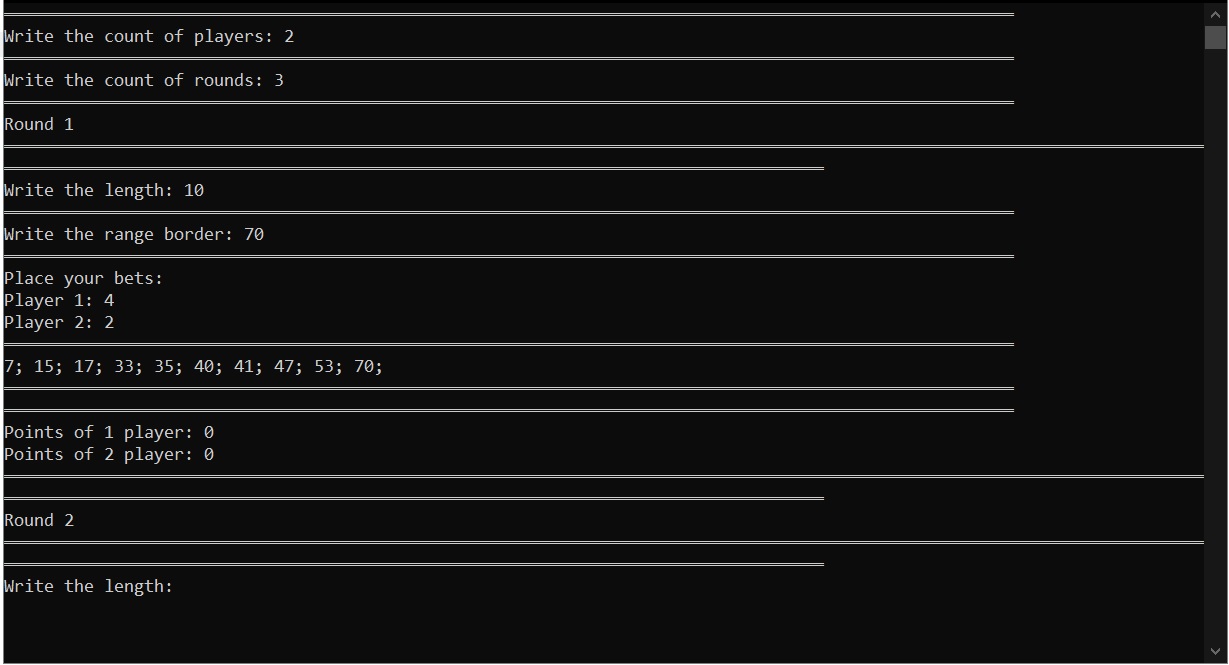 Write the count of players: 2
Write the count of rounds: 3
Round 1
Write the length: 10
Write the range border: 70
Place your bets:
Player 1: 4
Player 2: 2
7; 15; 17; 33; 35; 40; 41; 47; 53; 70;
Points of 1 player: 0
Points of 2 player: 0
Round 2
Write the length: